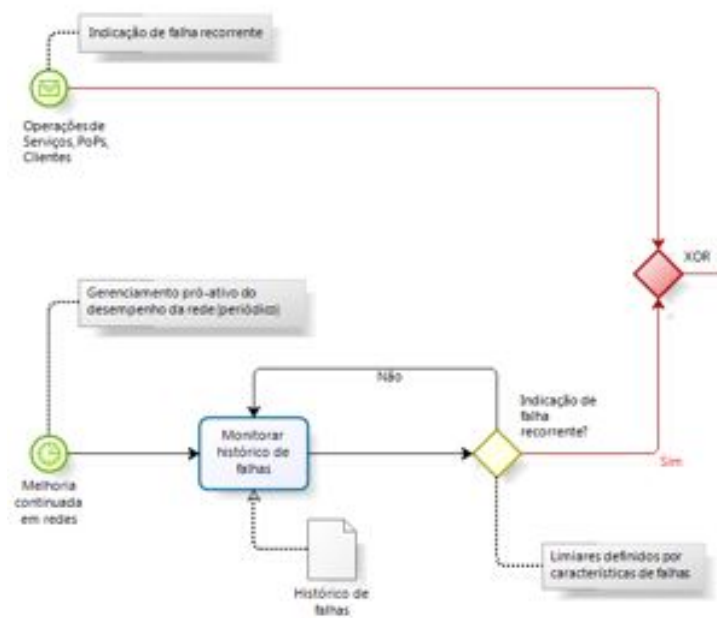 Indicação de falha recorrente
Operações de
Serviços, PoPs,
Clientes
XOR
Gerenciamento pró-ativo do
desempenho da rede (periódico)
Não
Indicação de
falha
recorrente?
Monitorar
histórico de
falhas
Sim
Melhoria
continuada
em redes
Limiares definidos por
características de falhas
Histórico de
falhas